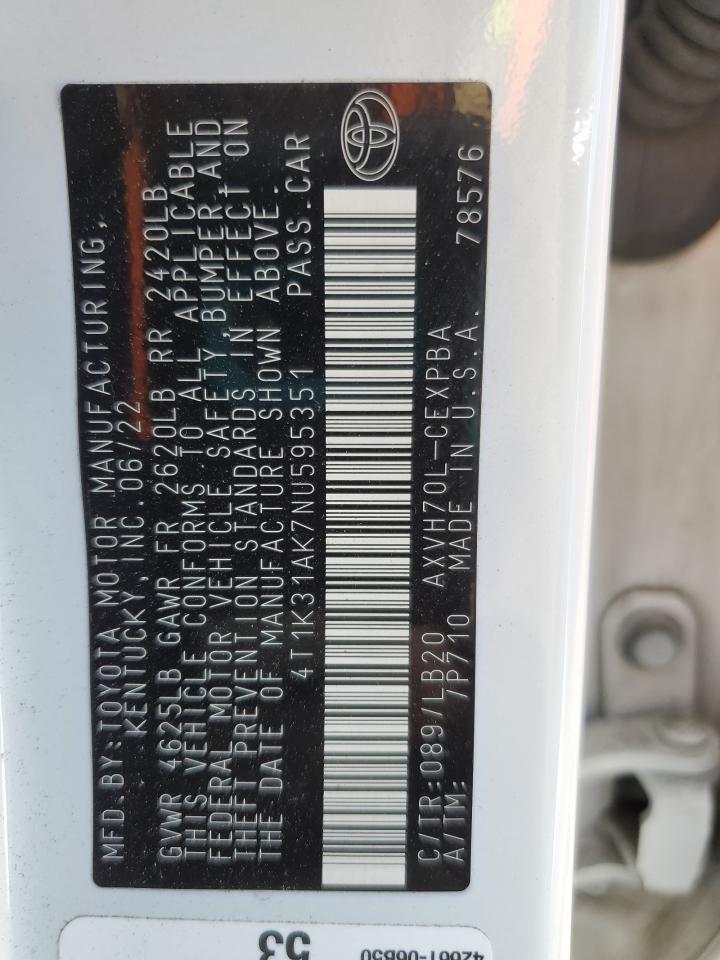 MFD. BY: TOYOTA MOTOR MANUFACTURING,
KENTUCKY, INC 06/22
GVWR 4625LB GAWR FR 2620LB RR 2420LB
THIS VEHICLE CONFORMS TO ALL APPLICABLE
FEDERAL MOTOR VEHICLE SAFETY, BUMPER, AND
THEFT PREVENTION STANDARDS IN EFFECT ON
THE DATE OF MANUFACTURE SHOWN ABOVE.
4T1K31AK7NU595351 PASS.CAR
C/TR:089/LB20 AXVH70L-CEXPBA
A/TM: /P710 MADE IN U.S.A. 78576
53
42661-06B50